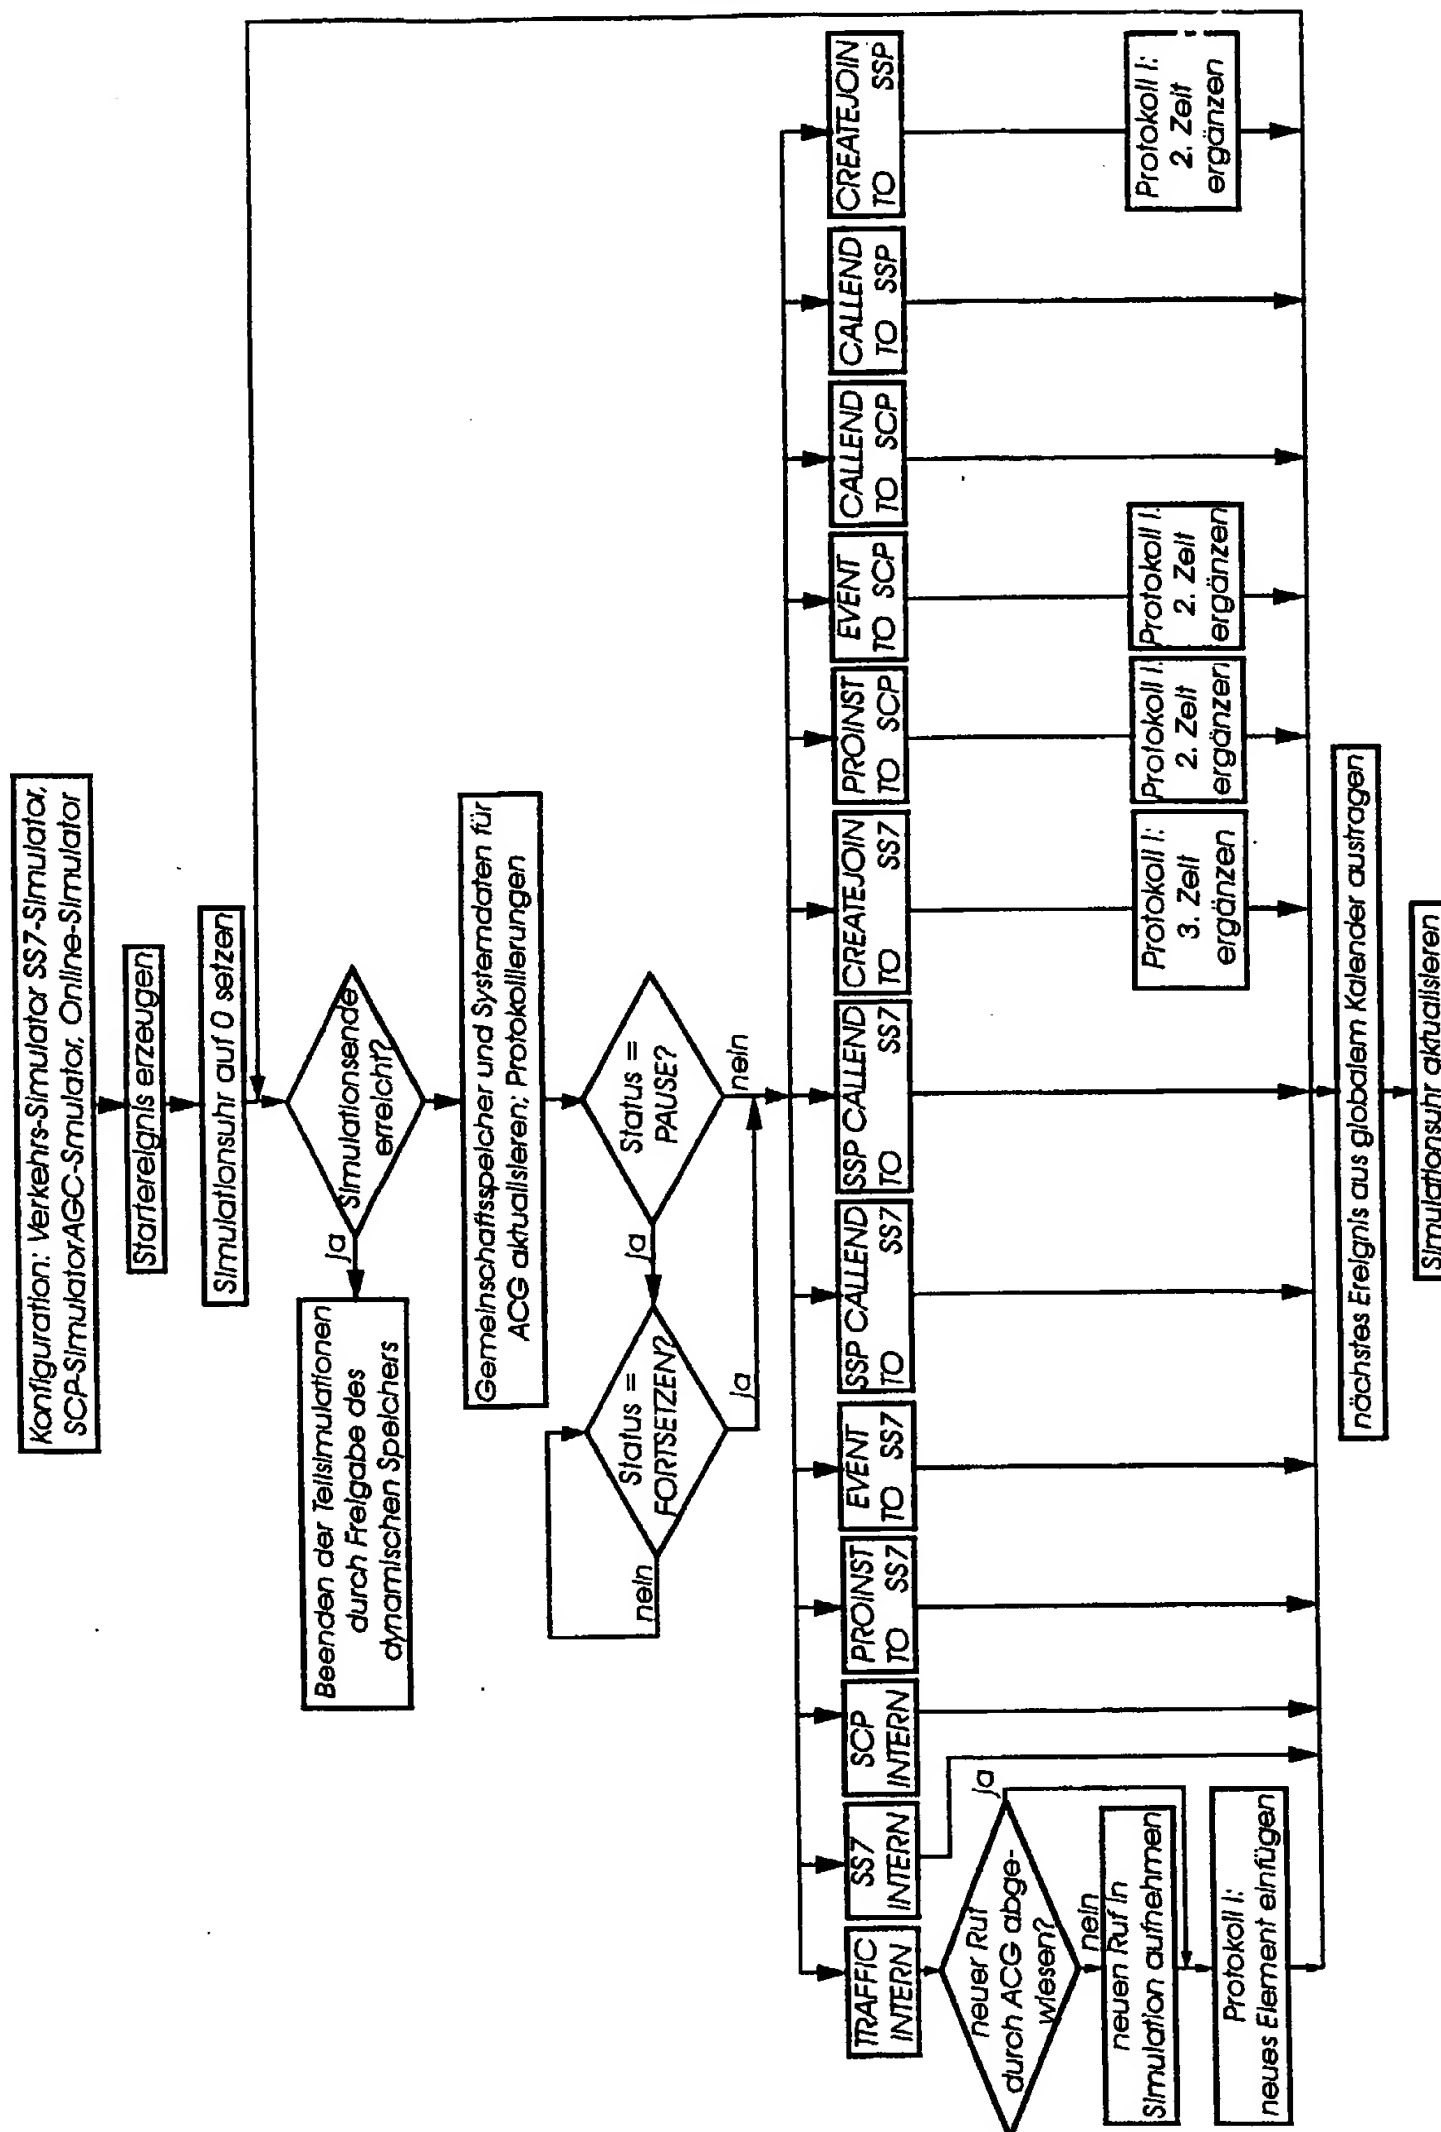 Konfiguration: Verkehrs-Simulator SS7-Simulator,
SCP-SimulatorAGC-Smulator, Online-Simulator
Startereignis erzeugen
Simulationsuhr auf 0 setzen
Simulationsende
erreicht?
ja
Beenden der Teilsimulationen
durch Freigabe des
dynamischen Speichers
Gemeinschaftsspeicher und Systemdaten für
ACG aktualisieren; Protokollierungen
Status =
PAUSE?
nein
ja
Status =
FORTSETZEN?
nein
ja
TRAFFIC
INTERN
SS7
INTERN
SCP
INTERN
PROINST
TO SS7
EVENT
TO SS7
SSP CALLEND
TO SS7
SSP CALLEND
TO SS7
CREATEJOIN
TO SS7
PROINST
TO SCP
EVENT
TO SCP
CALLEND
TO SCP
CALLEND
TO SSP
CREATEJOIN
TO SSP
neuer Ruf
durch ACG abge-
wiesen?
ja
nein
neuen Ruf in
Simulation aufnehmen
Protokoll I:
neues Element einfügen
Protokoll I:
3. Zeit
ergänzen
Protokoll I:
2. Zeit
ergänzen
Protokoll I:
2. Zeit
ergänzen
Protokoll I:
2. Zeit
ergänzen
nächstes Ereignis aus globalem Kalender austragen
Simulationsuhr aktualisieren